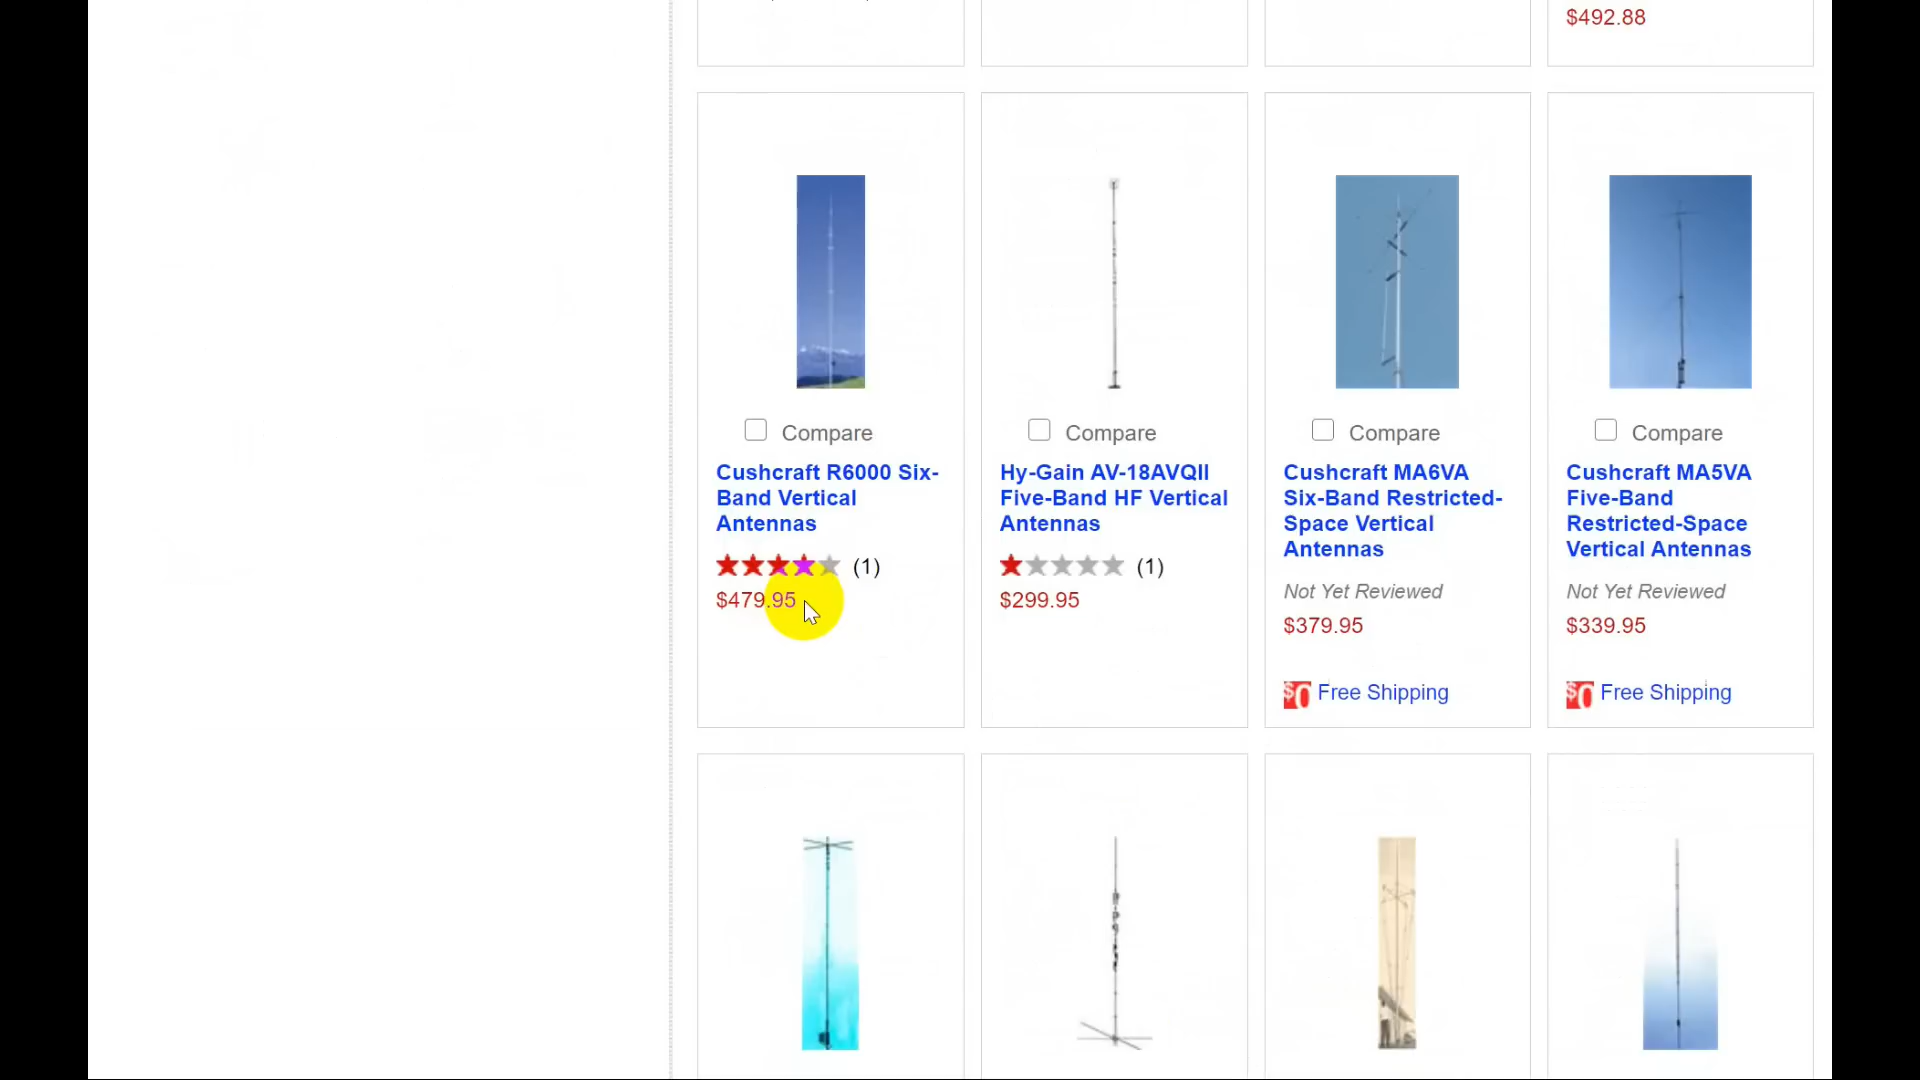 $492.88
Compare
Cushcraft R6000 Six-
Band Vertical
Antennas
(1)
$479.95
Compare
Hy-Gain AV-18AVQII
Five-Band HF Vertical
Antennas
(1)
$299.95
Compare
Cushcraft MA6VA
Six-Band Restricted-
Space Vertical
Antennas
Not Yet Reviewed
$379.95
$0 Free Shipping
Compare
Cushcraft MA5VA
Five-Band
Restricted-Space
Vertical Antennas
Not Yet Reviewed
$339.95
$0 Free Shipping